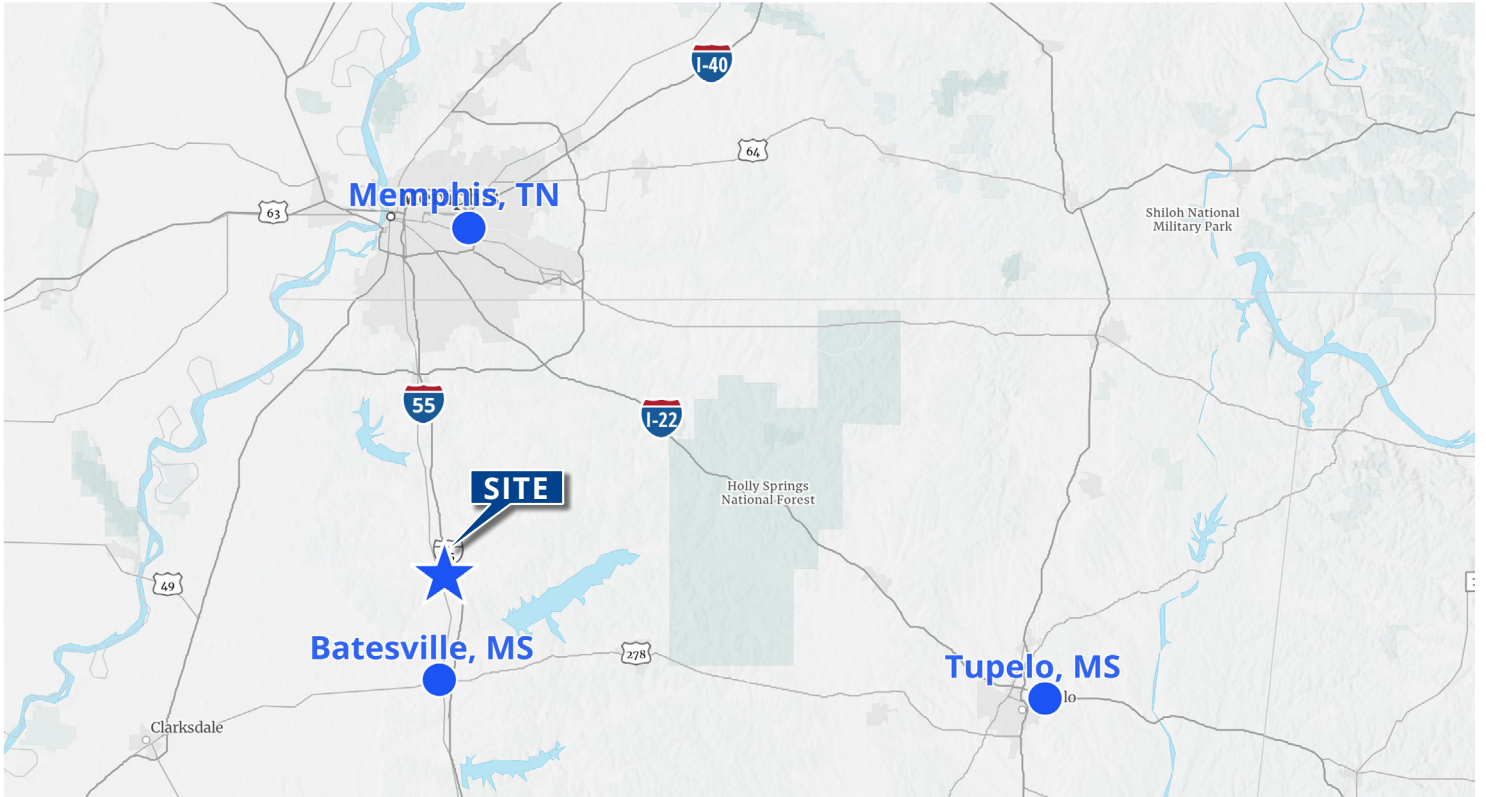 I-40
64
Memphis, TN
63
Shiloh National
Military Park
55
I-22
SITE
Holly Springs
National Forest
49
Batesville, MS
278
Tupelo, MS
lo
Clarksdale